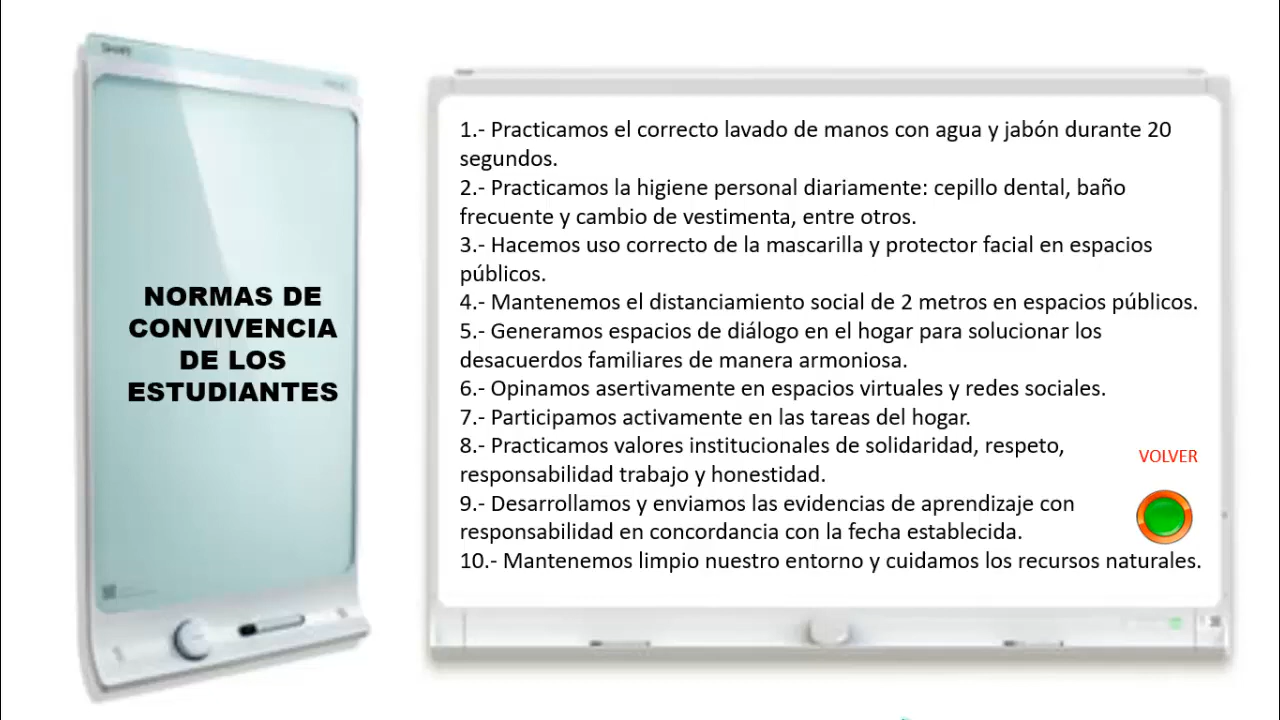 NORMAS DE
CONVIVENCIA
DE LOS
ESTUDIANTES
1.- Practicamos el correcto lavado de manos con agua y jabón durante 20
segundos.
2.- Practicamos la higiene personal diariamente: cepillo dental, baño
frecuente y cambio de vestimenta, entre otros.
3.- Hacemos uso correcto de la mascarilla y protector facial en espacios
públicos.
4.- Mantenemos el distanciamiento social de 2 metros en espacios públicos.
5.- Generamos espacios de diálogo en el hogar para solucionar los
desacuerdos familiares de manera armoniosa.
6.- Opinamos asertivamente en espacios virtuales y redes sociales.
7.- Participamos activamente en las tareas del hogar.
8.- Practicamos valores institucionales de solidaridad, respeto,
responsabilidad trabajo y honestidad.
9.- Desarrollamos y enviamos las evidencias de aprendizaje con
responsabilidad en concordancia con la fecha establecida.
10.- Mantenemos limpio nuestro entorno y cuidamos los recursos naturales.
VOLVER